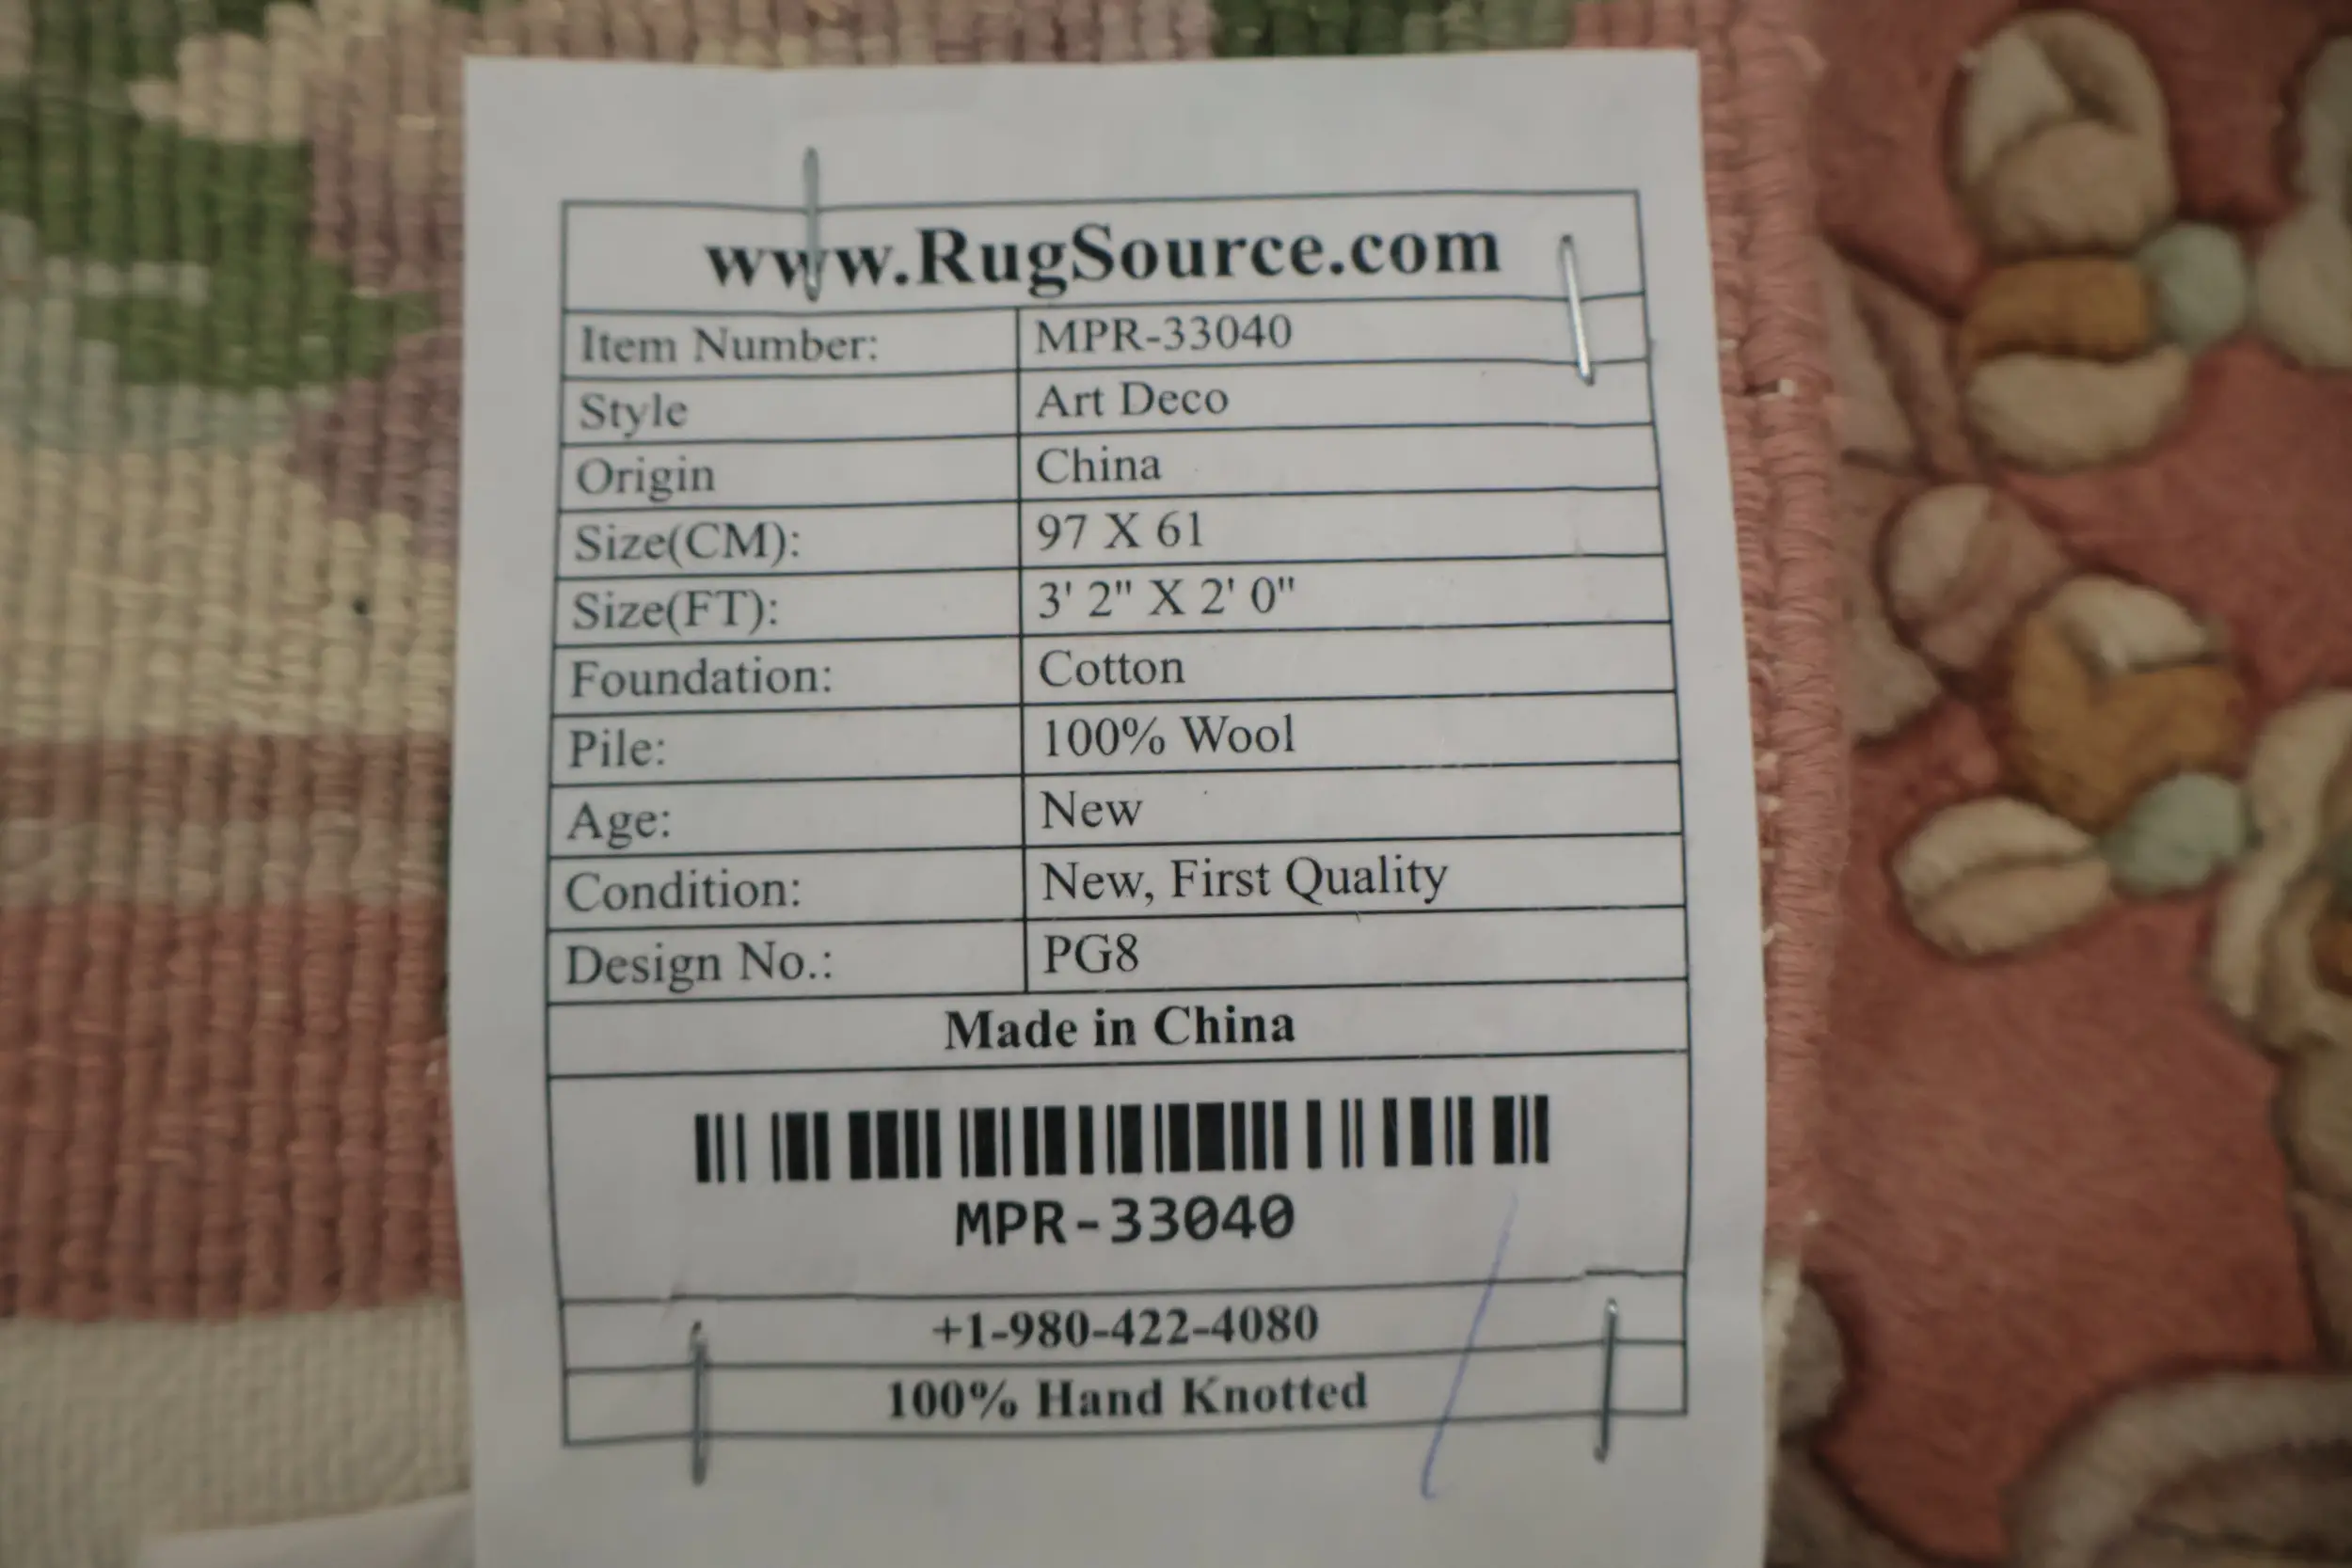 www.RugSource.com
Item Number: MPR-33040
Style Art Deco
Origin China
Size(CM): 97 X 61
Size(FT): 3' 2" X 2' 0"
Foundation: Cotton
Pile: 100% Wool
Age: New
Condition: New, First Quality
Design No.: PG8
Made in China
MPR-33040
+1-980-422-4080
100% Hand Knotted